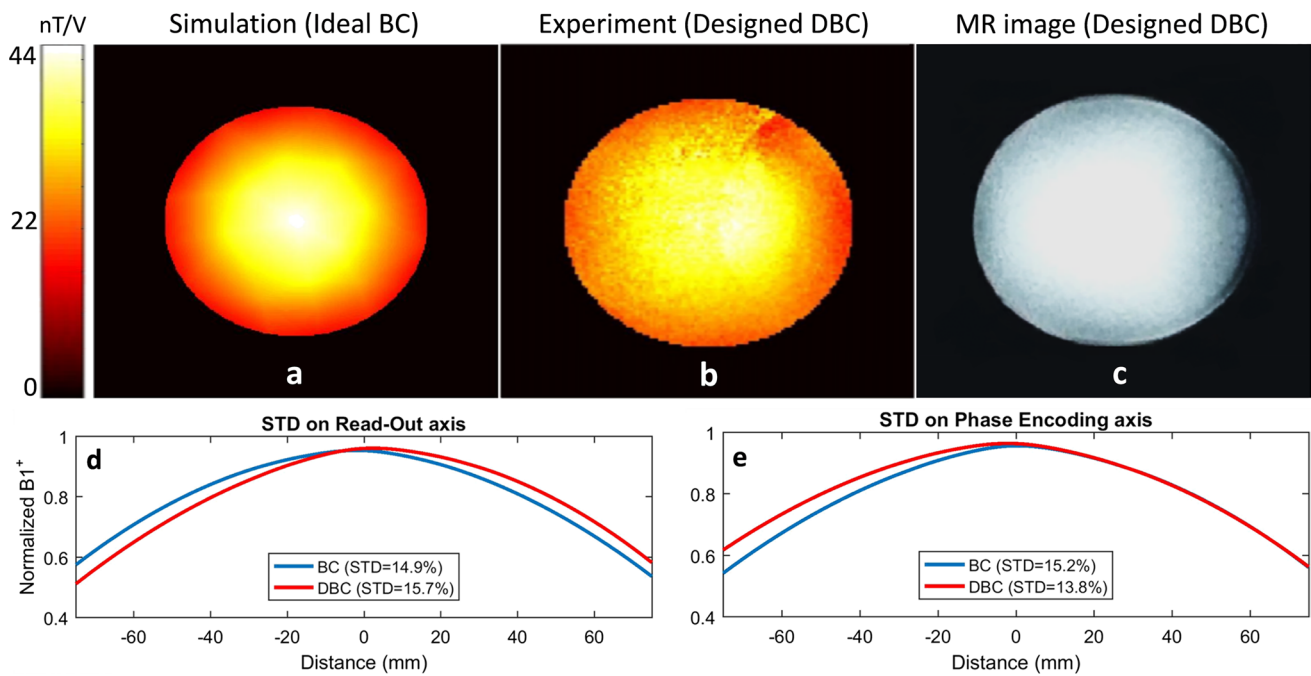 nT/V
Simulation (Ideal BC)
Experiment (Designed DBC)
MR image (Designed DBC)
44
22
0
a
b
c
STD on Read-Out axis
d
Normalized B1⁺
1
0.8
0.6
0.4
BC (STD=14.9%)
DBC (STD=15.7%)
-60
-40
-20
0
20
40
60
Distance (mm)
STD on Phase Encoding axis
e
1
0.8
0.6
0.4
BC (STD=15.2%)
DBC (STD=13.8%)
-60
-40
-20
0
20
40
60
Distance (mm)